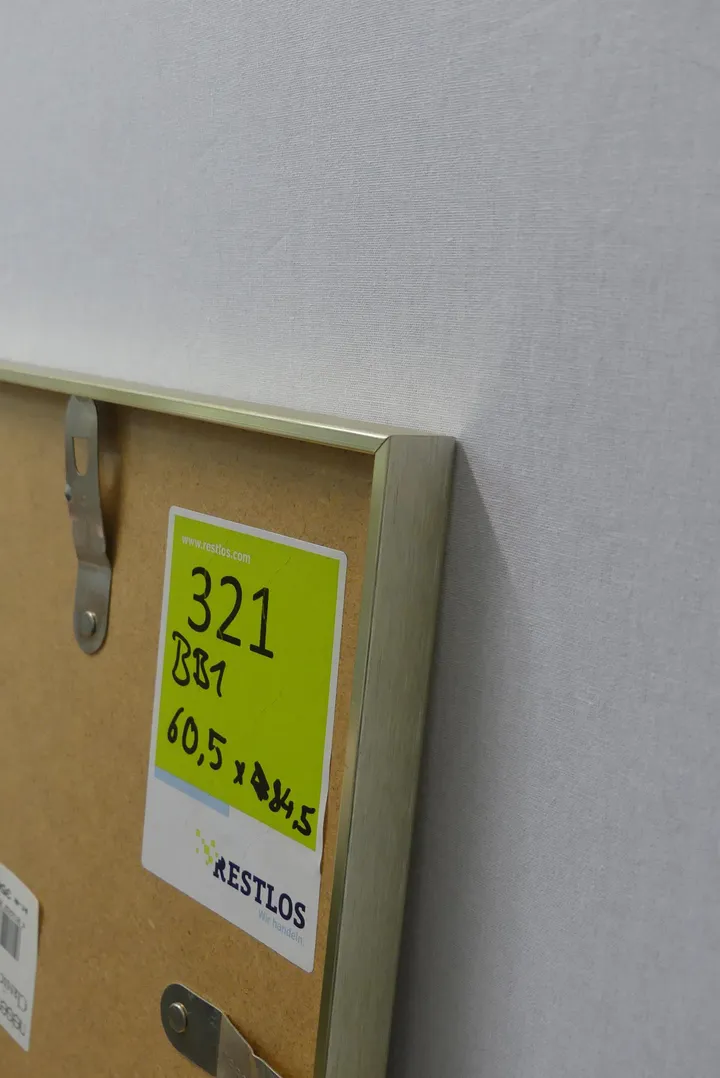 www.restlos.com
321
BB1
60,5 x 84,5
RESTLOS
Wir handeln.